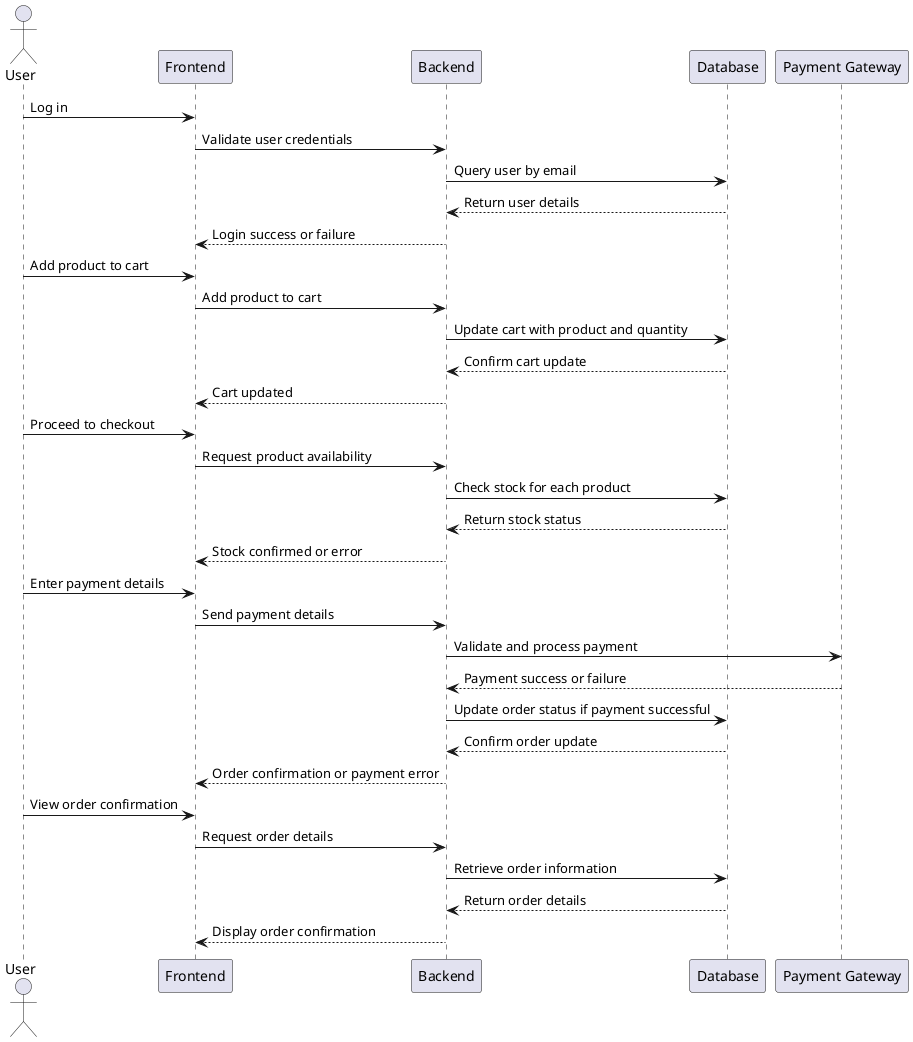 User
Frontend
Backend
Database
Payment Gateway
Log in
Validate user credentials
Query user by email
Return user details
Login success or failure
Add product to cart
Add product to cart
Update cart with product and quantity
Confirm cart update
Cart updated
Proceed to checkout
Request product availability
Check stock for each product
Return stock status
Stock confirmed or error
Enter payment details
Send payment details
Validate and process payment
Payment success or failure
Update order status if payment successful
Confirm order update
Order confirmation or payment error
View order confirmation
Request order details
Retrieve order information
Return order details
Display order confirmation
User
Frontend
Backend
Database
Payment Gateway